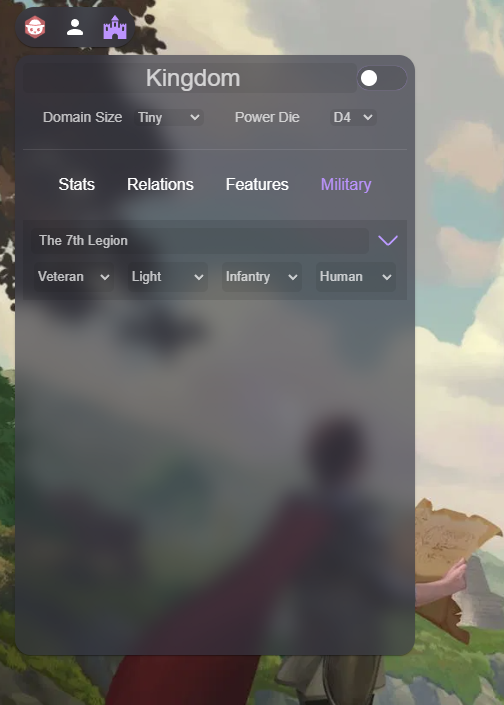 Kingdom
Domain Size Tiny Power Die D4
Stats Relations Features Military
The 7th Legion
Veteran Light Infantry Human